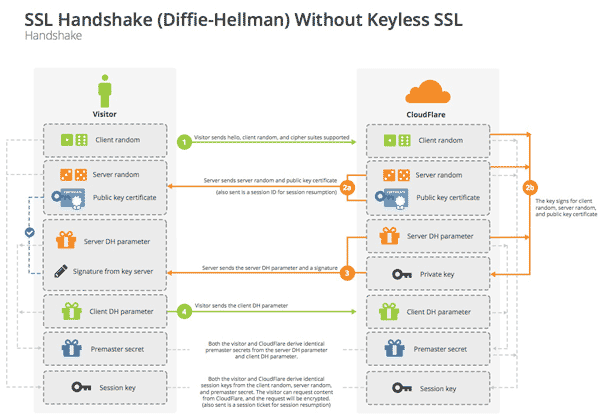 SSL Handshake (Diffie-Hellman) Without Keyless SSL
Handshake
Visitor
CloudFlare
Client random
1
Visitor sends hello, client random, and cipher suites supported
Client random
Server random
Public key certificate
Server sends server random and public key certificate
(also sent is a session ID for session resumption)
2a
Server random
Public key certificate
2b
The key signs for client
random, server random,
and public key certificate
Server DH parameter
Signature from key server
Server sends the server DH parameter and a signature
3
Server DH parameter
Private key
Client DH parameter
4
Visitor sends the client DH parameter
Client DH parameter
Premaster secret
Both the visitor and CloudFlare derive identical
premaster secrets from the server DH parameter
and client DH parameter.
Premaster secret
Session key
Both the visitor and CloudFlare derive identical
session keys from the client random, server random,
and premaster secret. The visitor can request content
from CloudFlare, and the request will be encrypted.
(also sent is a session ticket for session resumption)
Session key